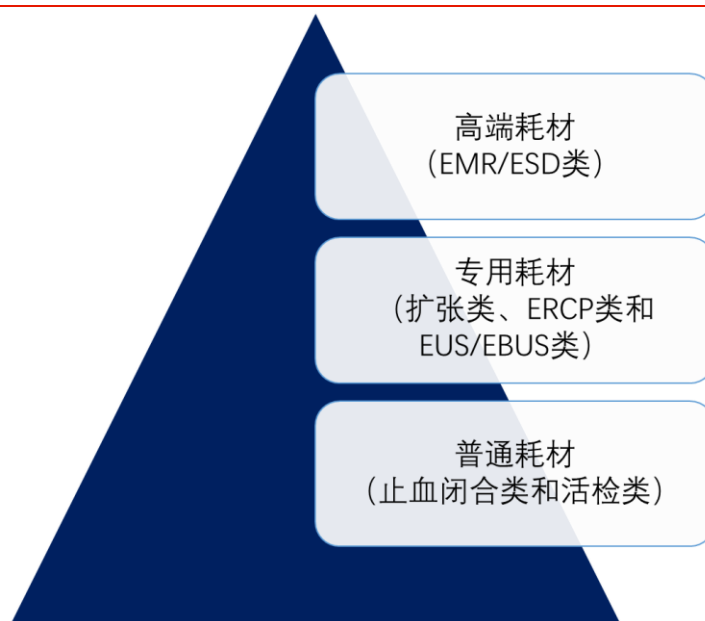 高端耗材
（EMR/ESD类）
专用耗材
（扩张类、ERCP类和
EUS/EBUS类）
普通耗材
（止血闭合类和活检类）